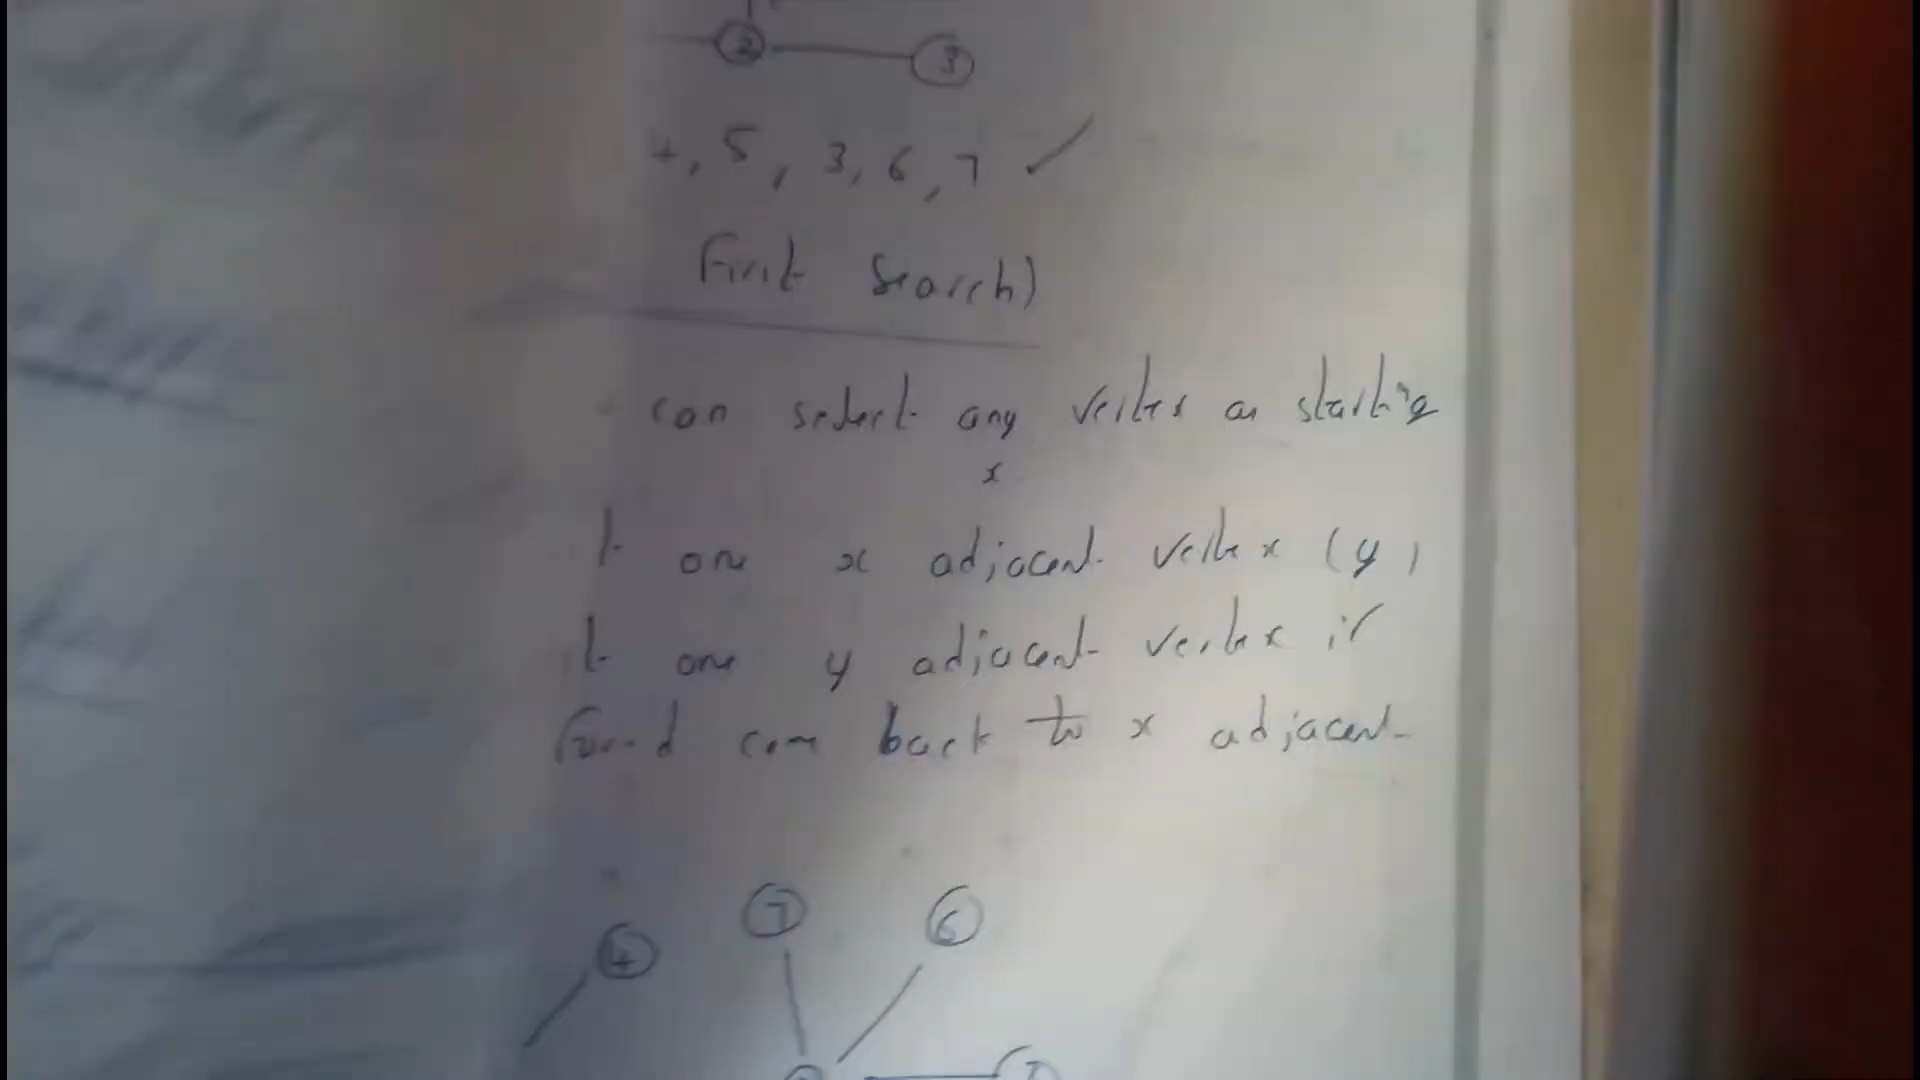 2 3
, 5, 3, 6, 7 ✓
First Search)
can select any vertex as starting
x
one x adjacent vertex (y)
one y adjacent vertex if
found come back to x adjacent
4 7 6